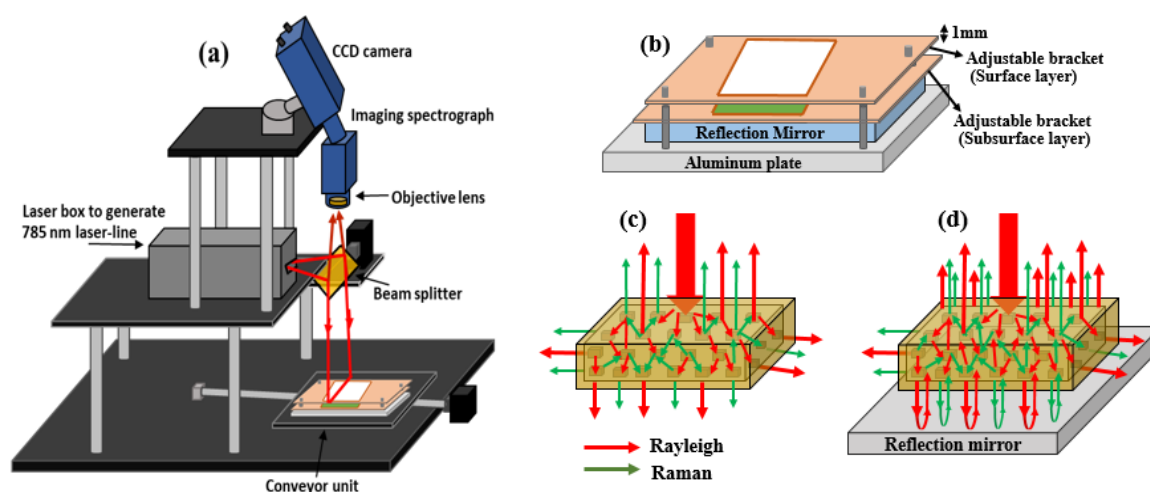 (a)
CCD camera
Imaging spectrograph
Objective lens
Laser box to generate
785 nm laser-line
Beam splitter
Conveyor unit
(b)
1mm
Adjustable bracket
(Surface layer)
Adjustable bracket
(Subsurface layer)
Reflection Mirror
Aluminum plate
(c)
(d)
Rayleigh
Raman
Reflection mirror